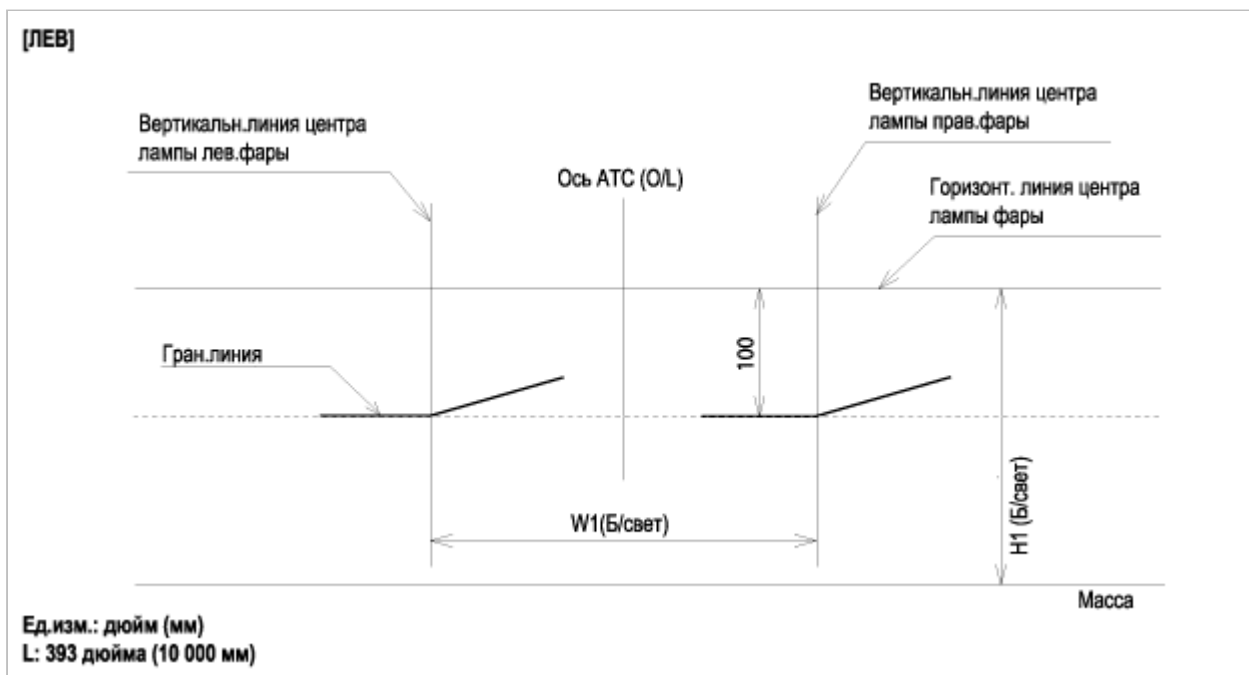 [ЛЕВ]
Вертикальн.линия центра
лампы лев.фары
Вертикальн.линия центра
лампы прав.фары
Ось АТС (O/L)
Горизонт. линия центра
лампы фары
Гран.линия
100
W1(Б/свет)
H1 (Б/свет)
Масса
Ед.изм.: дюйм (мм)
L: 393 дюйма (10 000 мм)